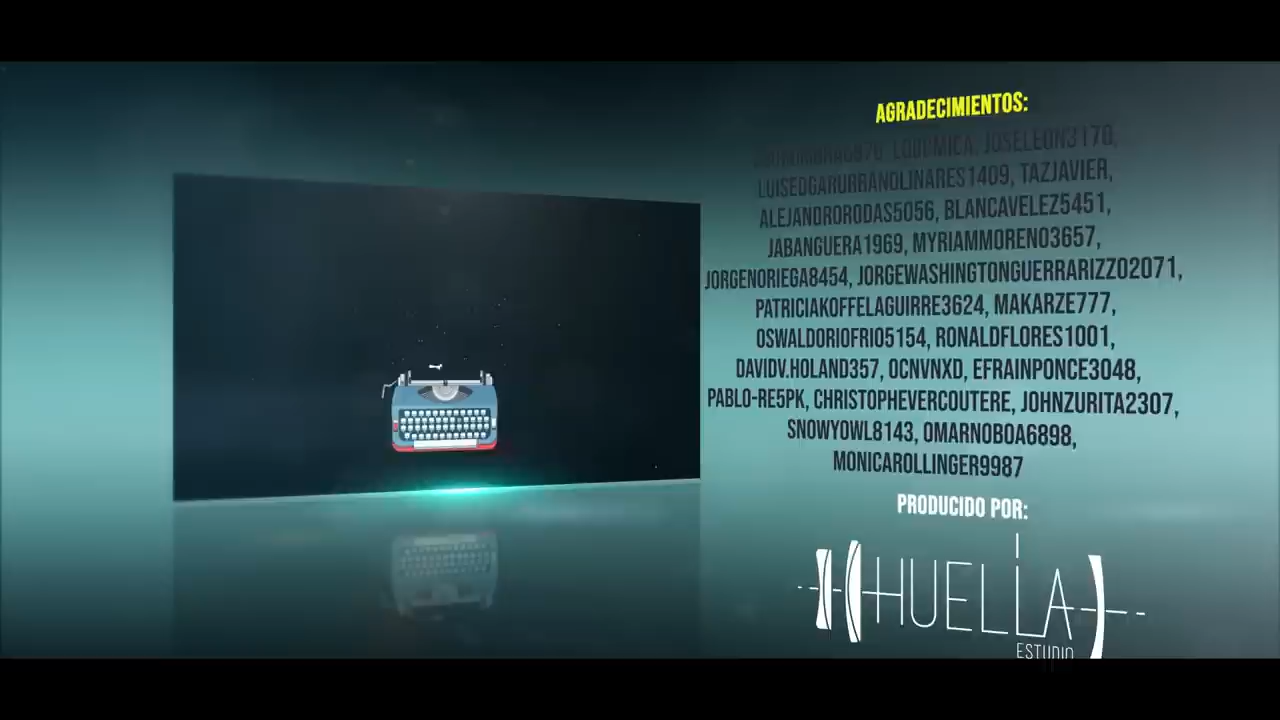 AGRADECIMIENTOS:
JOSELEON3170,
LUISEDGARURBANOLINARES1409, TAZJAVIER,
ALEJANDRORODAS5056, BLANCAVELEZ5451,
JABANGUERA1969, MYRIAMMORENO3657,
JORGENORIEGA8454, JORGEWASHINGTONGUERRARIZZO2071,
PATRICIAKOFFELAGUIRRE3624, MAKARZE777,
OSWALDORIOFRIO5154, RONALDFLORES1001,
DAVIDV.HOLAND357, OCNVNXD, EFRAINPONCE3048,
PABLO-RE5PK, CHRISTOPHEVERCOUTERE, JOHNZURITA2307,
SNOWYOWL8143, OMARNOBOA6898,
MONICAROLLINGER9987
PRODUCIDO POR:
HUELLA
ESTUDIO